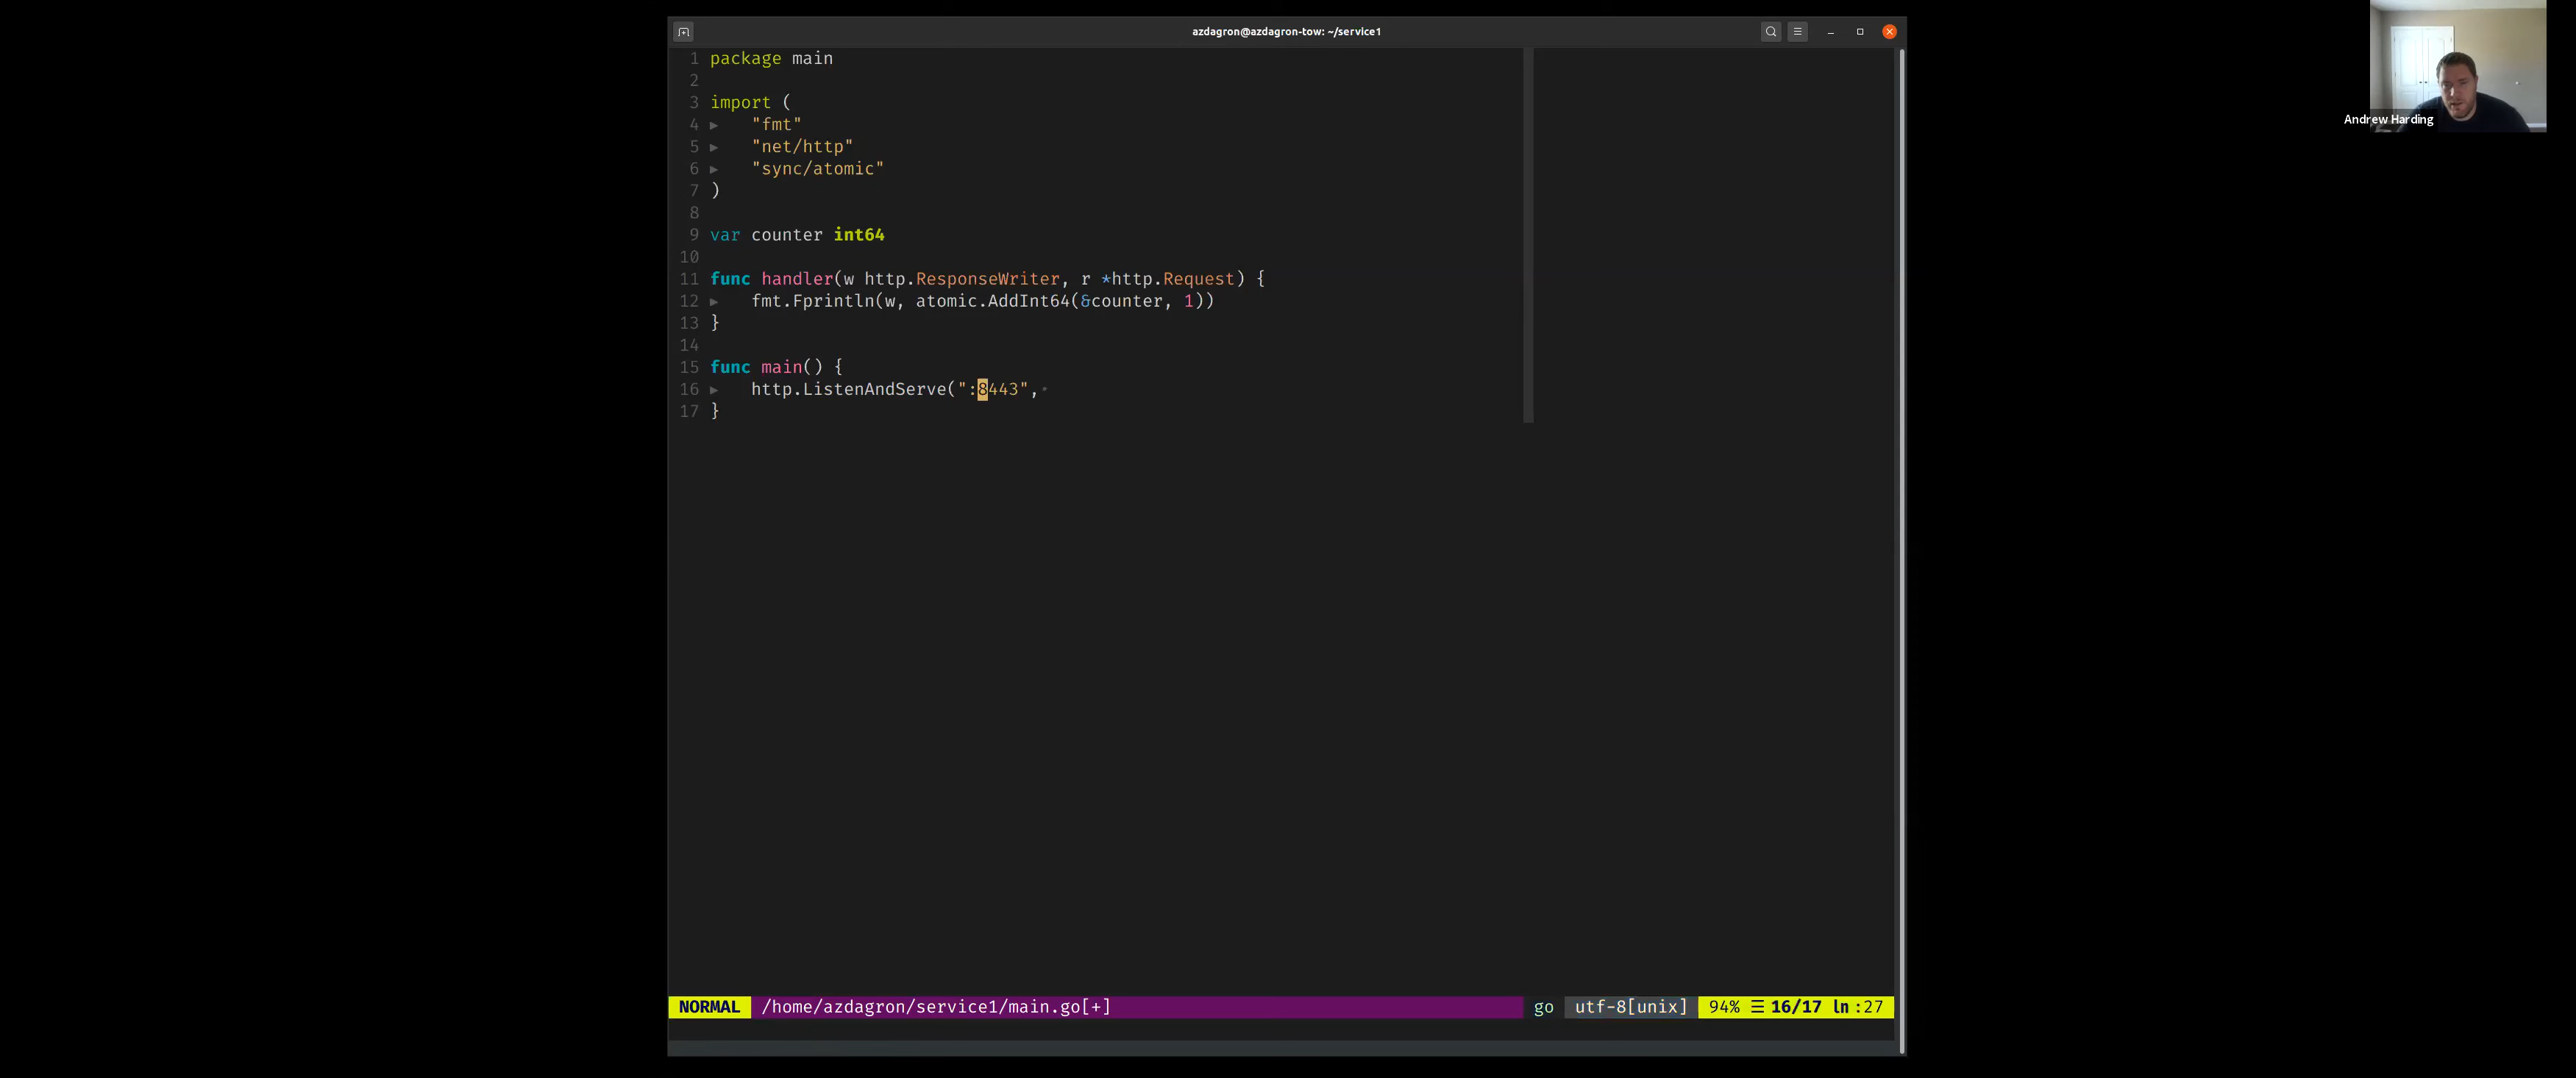 azdagron@azdagron-tow: ~/service1
1 package main
2
3 import (
4 "fmt"
5 "net/http"
6 "sync/atomic"
7 )
8
9 var counter int64
10
11 func handler(w http.ResponseWriter, r *http.Request) {
12 fmt.Fprintln(w, atomic.AddInt64(&counter, 1))
13 }
14
15 func main() {
16 http.ListenAndServe(":8443",
17 }
NORMAL /home/azdagron/service1/main.go[+] go utf-8[unix] 94% ☰ 16/17 ln :27
Andrew Harding